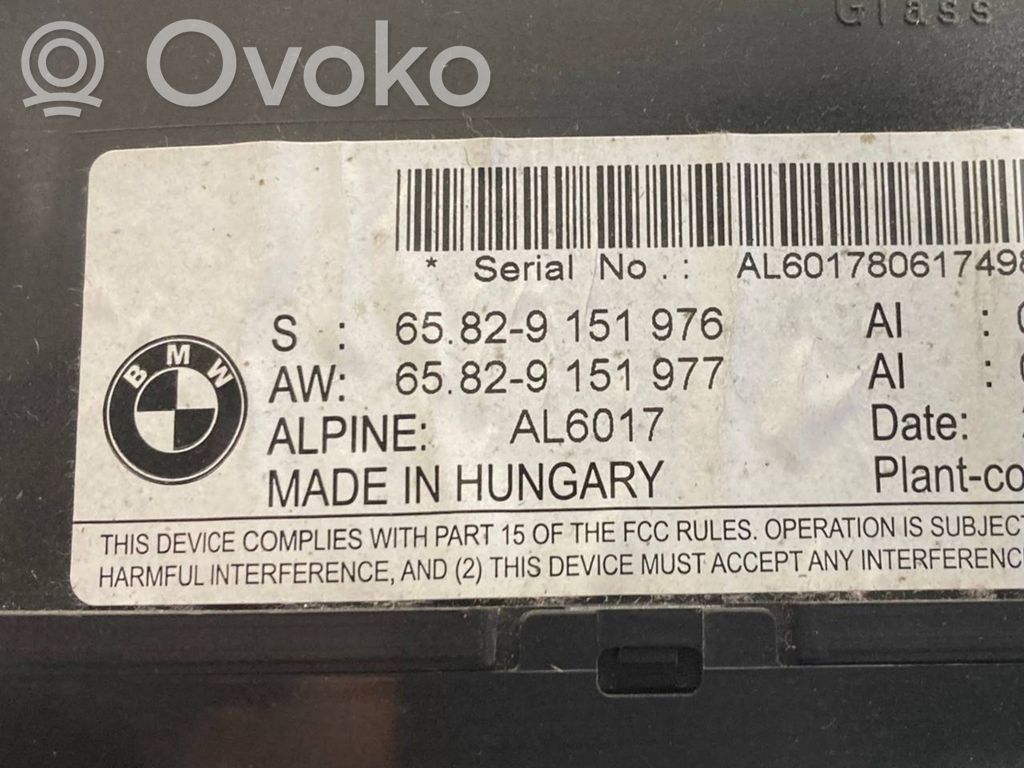 Glass
Ovoko
* Serial No.: AL601780617498
S : 65.82-9 151 976 AI :
AW: 65.82-9 151 977 AI :
ALPINE: AL6017 Date:
MADE IN HUNGARY Plant-co
BMW
THIS DEVICE COMPLIES WITH PART 15 OF THE FCC RULES. OPERATION IS SUBJECT
HARMFUL INTERFERENCE, AND (2) THIS DEVICE MUST ACCEPT ANY INTERFERENC